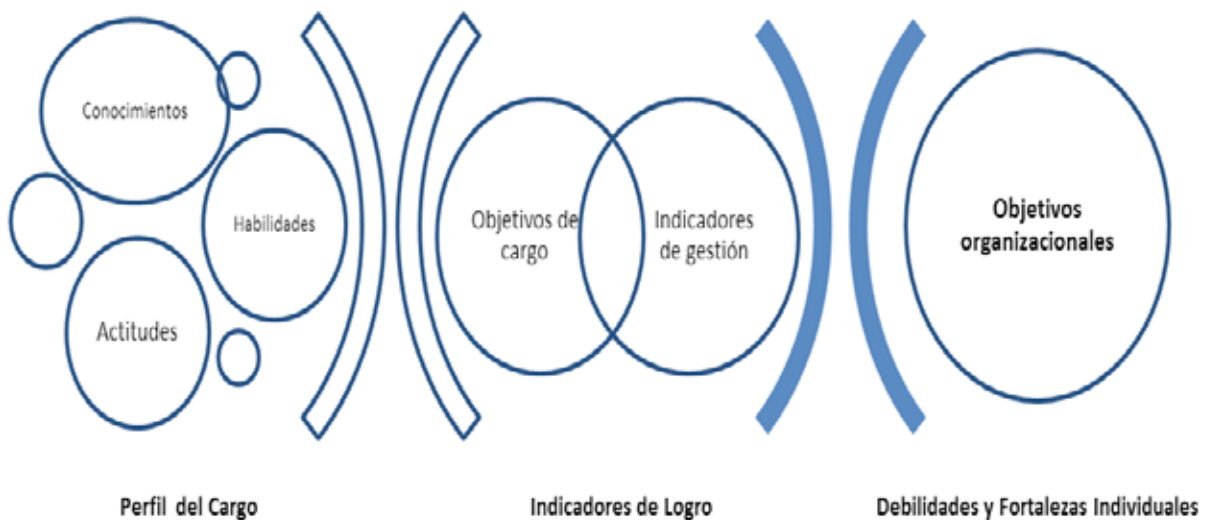 Conocimientos
Habilidades
Actitudes
Objetivos de
cargo
Indicadores
de gestión
Objetivos
organizacionales
Perfil del Cargo
Indicadores de Logro
Debilidades y Fortalezas Individuales